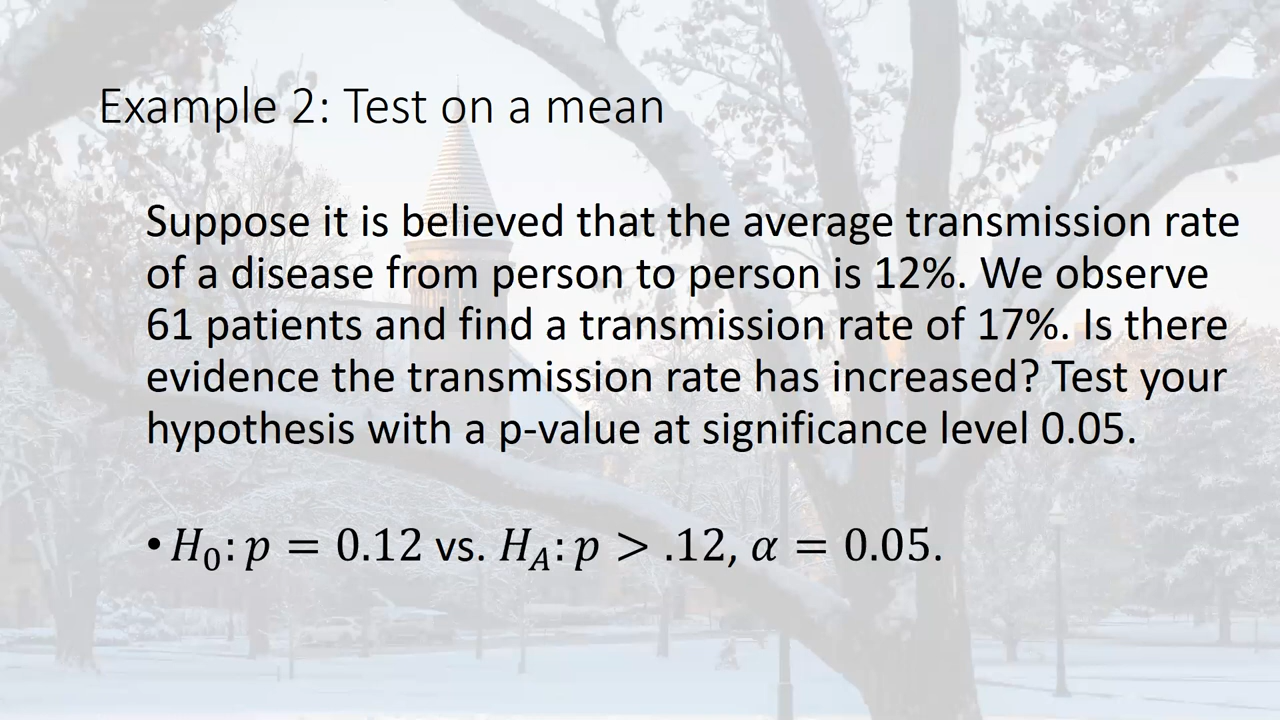 Example 2: Test on a mean
Suppose it is believed that the average transmission rate
of a disease from person to person is 12%. We observe
61 patients and find a transmission rate of 17%. Is there
evidence the transmission rate has increased? Test your
hypothesis with a p-value at significance level 0.05.
• H₀: p = 0.12 vs. H_A: p > .12, α = 0.05.